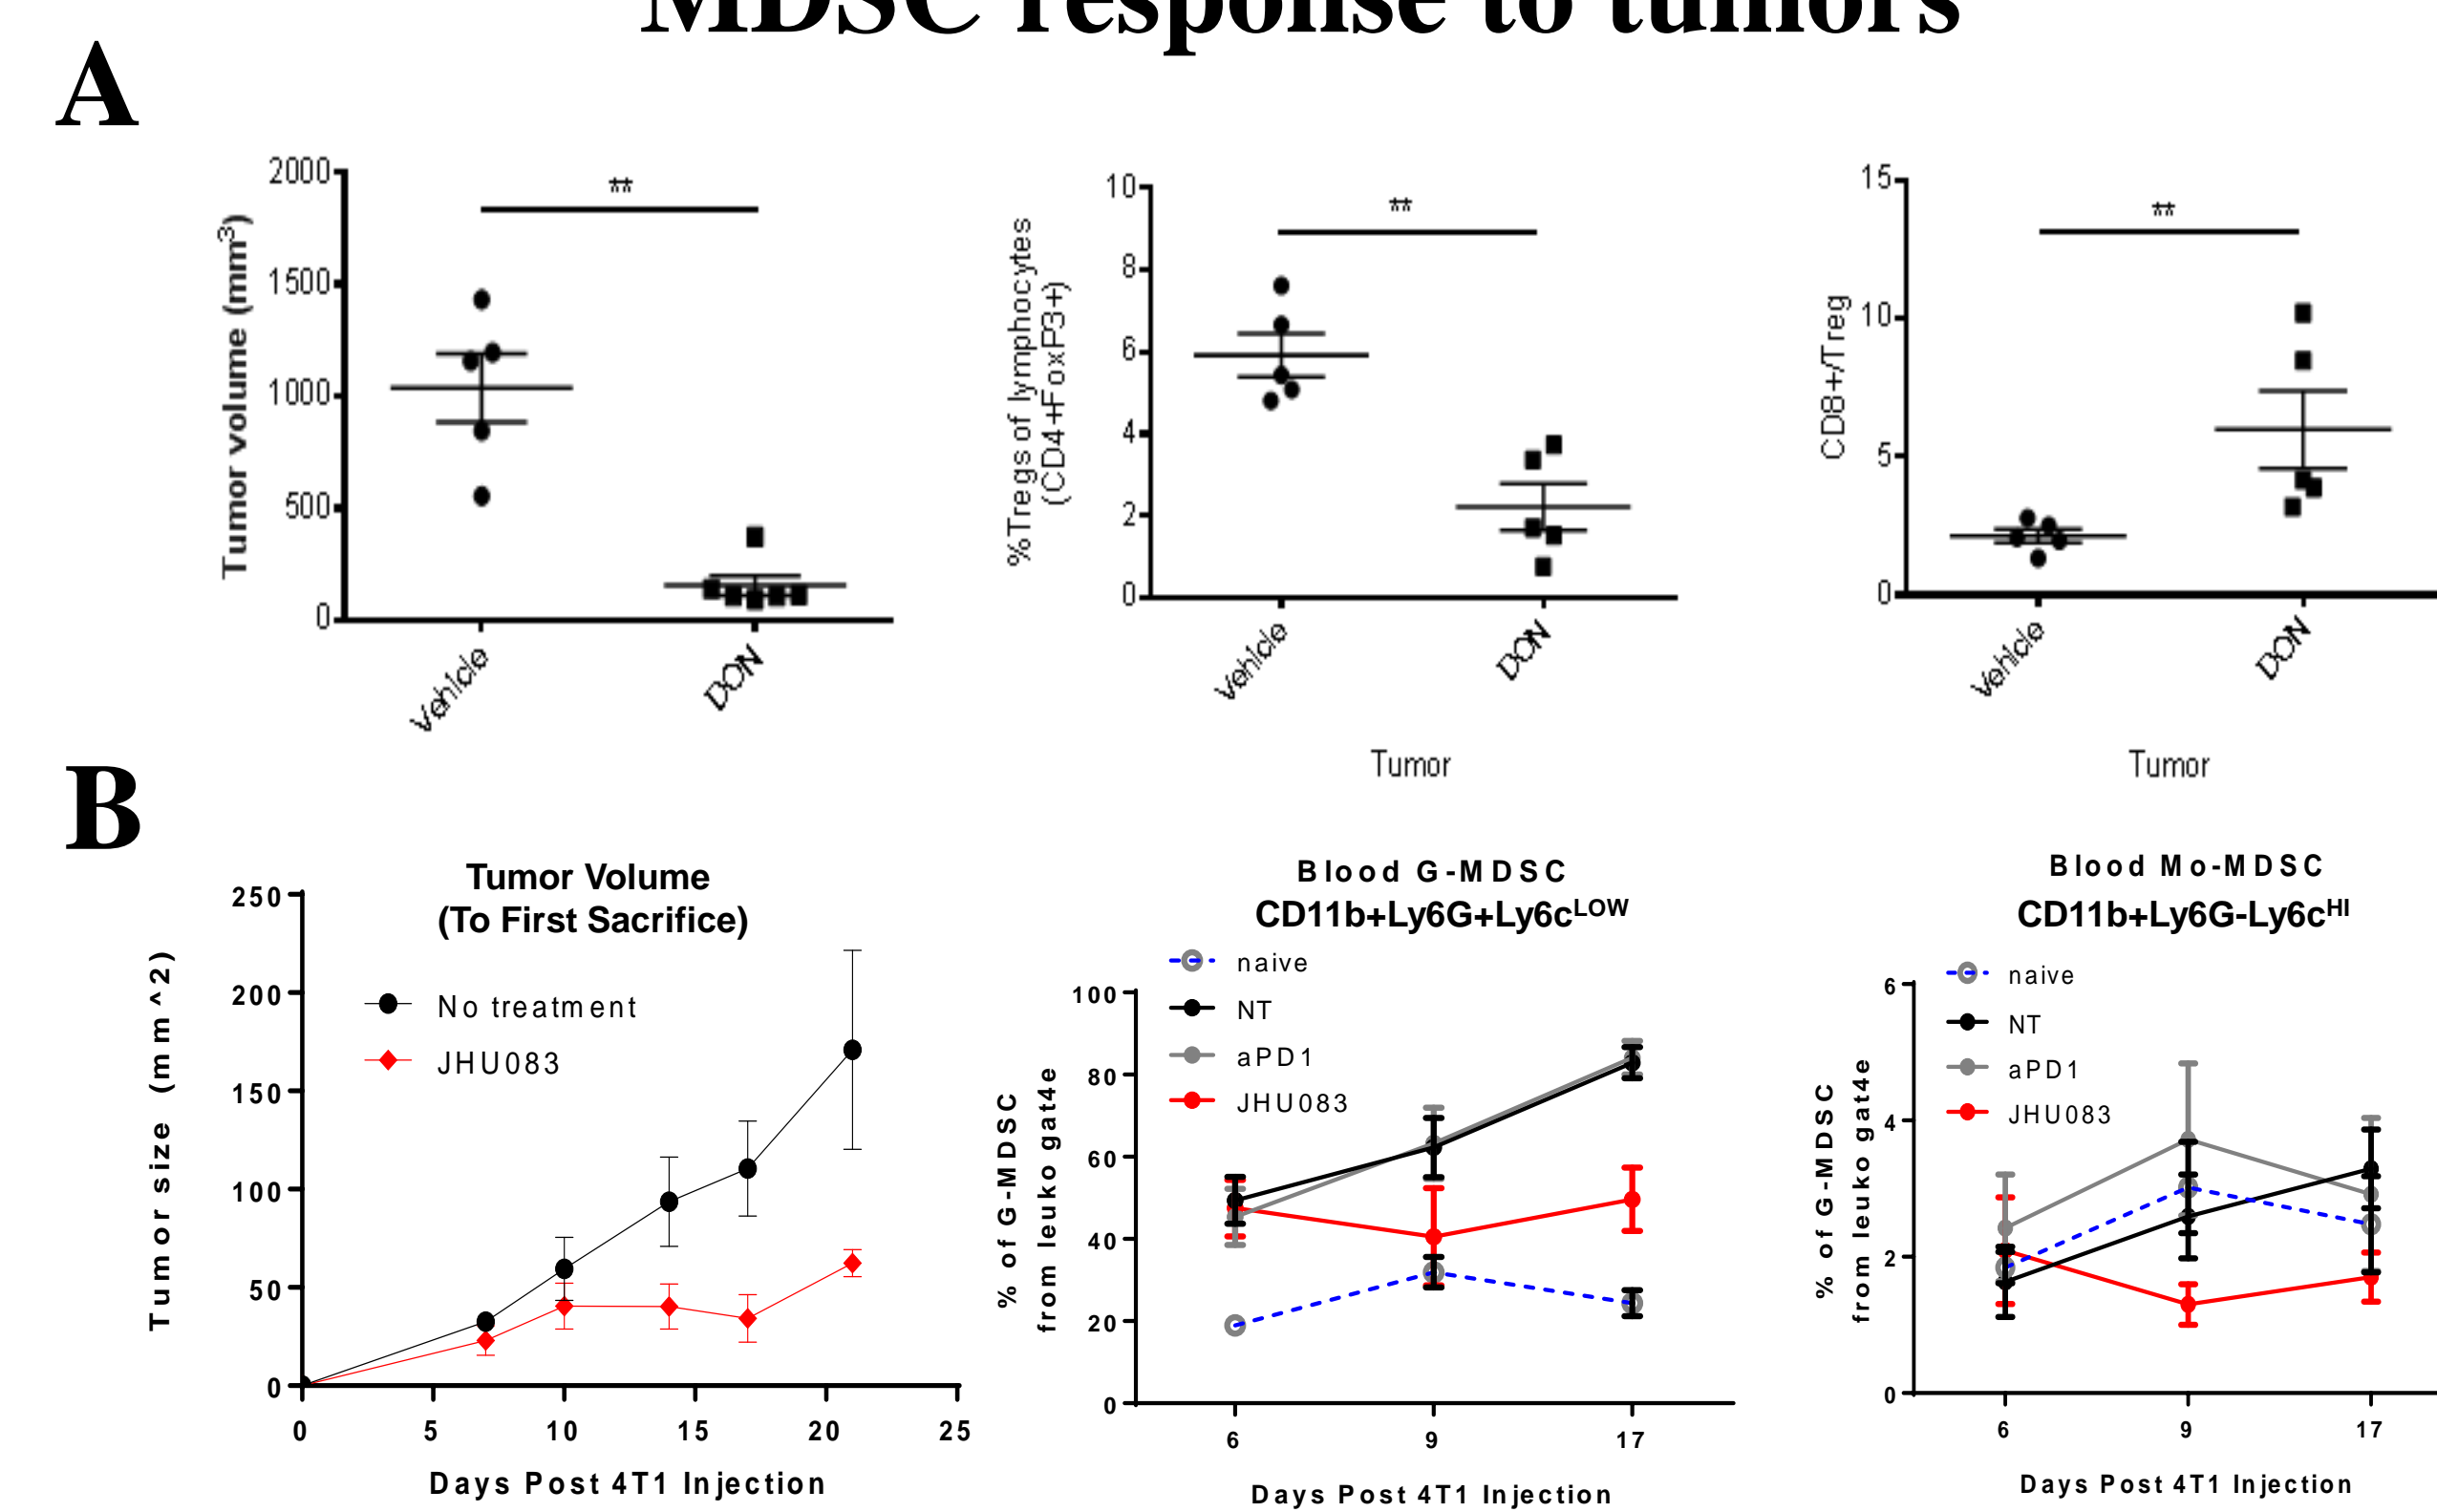 MDSC response to tumors
A
Tumor volume (mm³)
2000
1500
1000
500
0
**
Vehicle
DON
%Tregs of lymphocytes
(CD4+FoxP3+)
10
8
6
4
2
0
**
Vehicle
DON
Tumor
CD8+/Treg
15
10
5
0
**
Vehicle
DON
Tumor
B
Tumor Volume
(To First Sacrifice)
No treatment
JHU083
Tumor size (mm^2)
250
200
150
100
50
0
0 5 10 15 20 25
Days Post 4T1 Injection
Blood G-MDSC
CD11b+Ly6G+Ly6cLOW
naive
NT
aPD1
JHU083
% of G-MDSC
from leuko gat4e
100
80
60
40
20
0
6 9 17
Days Post 4T1 Injection
Blood Mo-MDSC
CD11b+Ly6G-Ly6cHI
naive
NT
aPD1
JHU083
% of G-MDSC
from leuko gat4e
6
4
2
0
6 9 17
Days Post 4T1 Injection